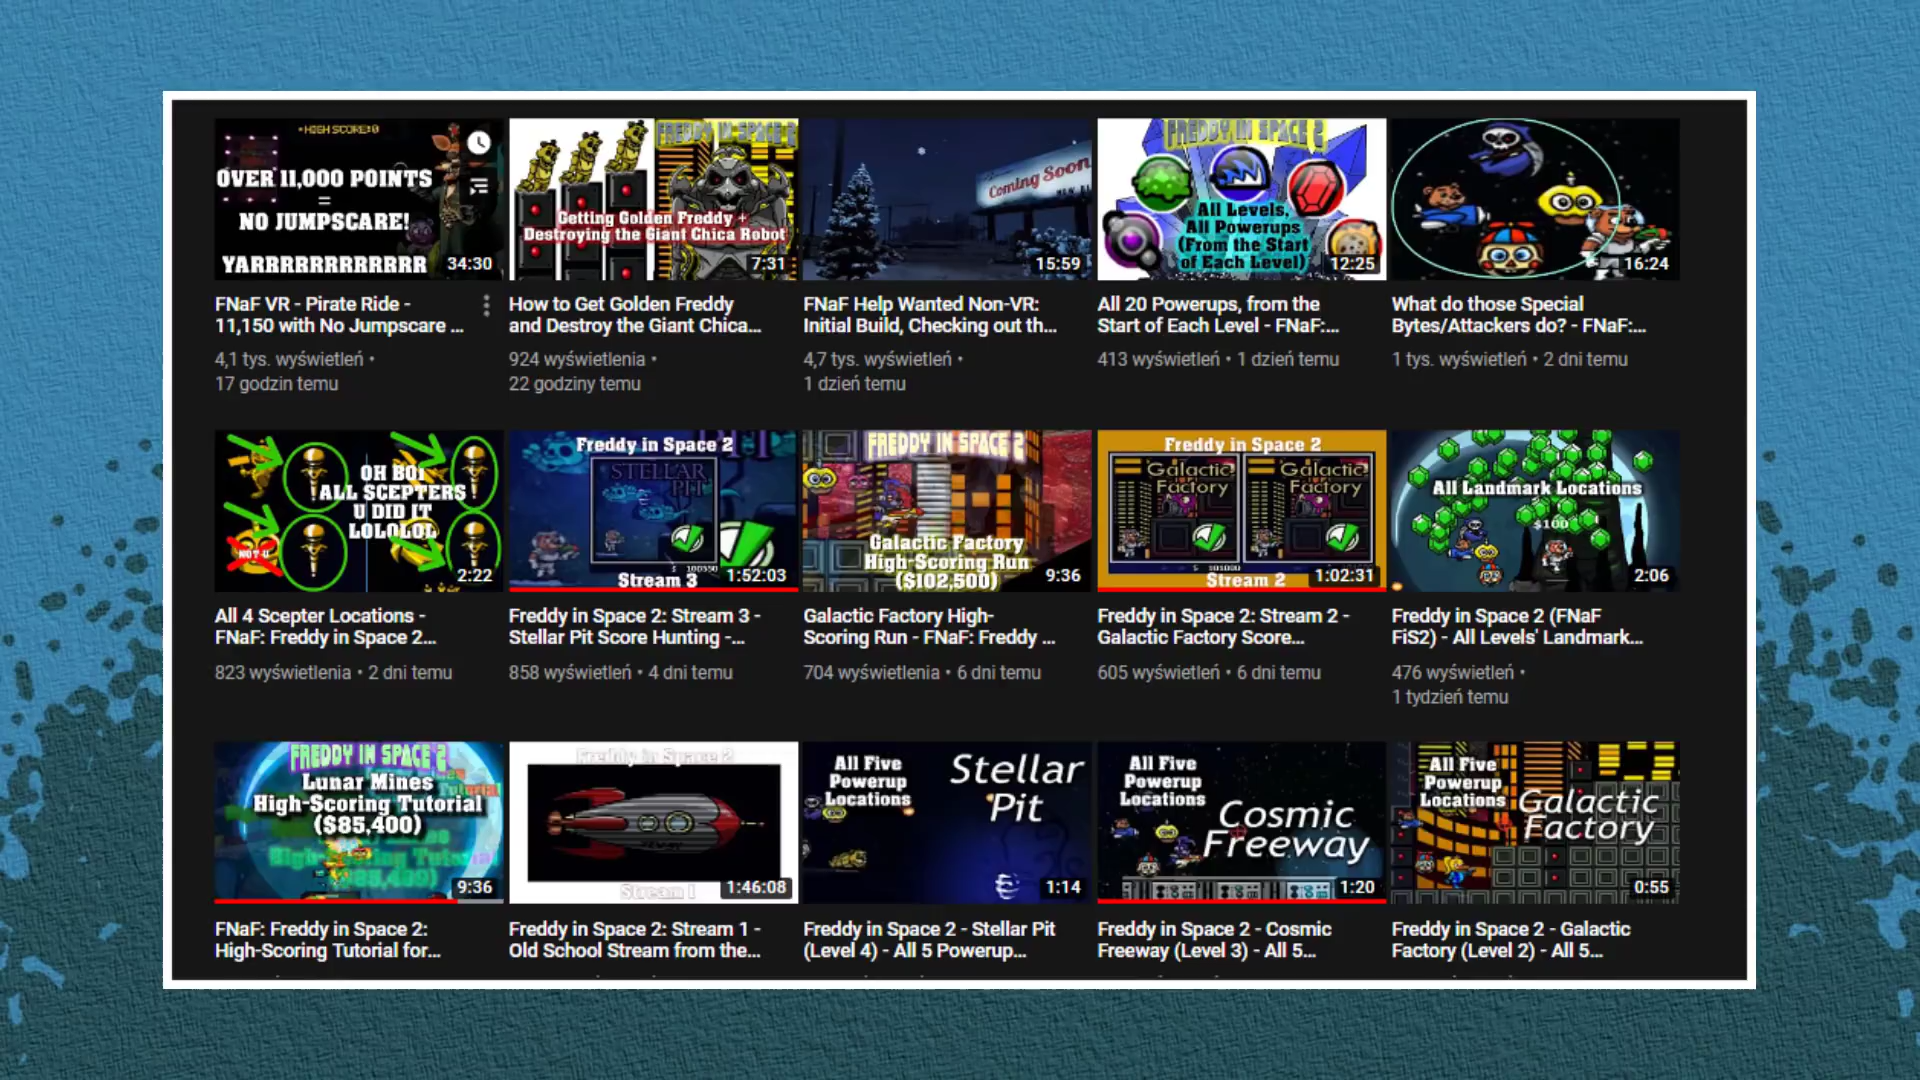 •HIGH SCORE:0
OVER 11,000 POINTS
=
NO JUMPSCARE!
YARRRRRRRRRRRR
34:30
FNaF VR - Pirate Ride -
11,150 with No Jumpscare ...
4,1 tys. wyświetleń •
17 godzin temu
FREDDY IN SPACE 2
Getting Golden Freddy +
Destroying the Giant Chica Robot
7:31
How to Get Golden Freddy
and Destroy the Giant Chica...
924 wyświetlenia •
22 godziny temu
Coming Soon
15:59
FNaF Help Wanted Non-VR:
Initial Build, Checking out th...
4,7 tys. wyświetleń •
1 dzień temu
FREDDY IN SPACE 2
All Levels,
All Powerups
(From the Start
of Each Level)
12:25
All 20 Powerups, from the
Start of Each Level - FNaF:...
413 wyświetleń • 1 dzień temu
16:24
What do those Special
Bytes/Attackers do? - FNaF:...
1 tys. wyświetleń • 2 dni temu
OH BOI
ALL SCEPTERS
U DID IT
LOLOLOL
NOT U
2:22
All 4 Scepter Locations -
FNaF: Freddy in Space 2...
823 wyświetlenia • 2 dni temu
Freddy in Space 2
STELLAR
PIT
Stream 3
1:52:03
Freddy in Space 2: Stream 3 -
Stellar Pit Score Hunting -...
858 wyświetleń • 4 dni temu
FREDDY IN SPACE 2
Galactic Factory
High-Scoring Run
($102,500)
9:36
Galactic Factory High-
Scoring Run - FNaF: Freddy ...
704 wyświetlenia • 6 dni temu
Freddy in Space 2
Galactic
Factory
Galactic
Factory
Stream 2
1:02:31
Freddy in Space 2: Stream 2 -
Galactic Factory Score...
605 wyświetleń • 6 dni temu
All Landmark Locations
$100
2:06
Freddy in Space 2 (FNaF
FiS2) - All Levels' Landmark...
476 wyświetleń •
1 tydzień temu
FREDDY IN SPACE 2
Lunar Mines
High-Scoring Tutorial
($85,400)
9:36
FNaF: Freddy in Space 2:
High-Scoring Tutorial for...
Freddy in Space 2
Stream 1
1:46:08
Freddy in Space 2: Stream 1 -
Old School Stream from the...
All Five
Powerup
Locations
Stellar
Pit
1:14
Freddy in Space 2 - Stellar Pit
(Level 4) - All 5 Powerup...
All Five
Powerup
Locations
Cosmic
Freeway
1:20
Freddy in Space 2 - Cosmic
Freeway (Level 3) - All 5...
All Five
Powerup
Locations
Galactic
Factory
0:55
Freddy in Space 2 - Galactic
Factory (Level 2) - All 5...